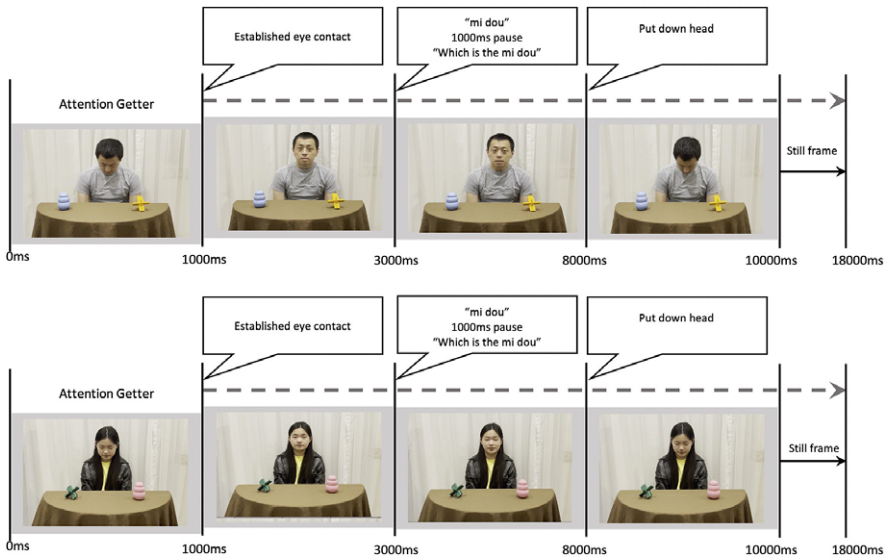 Established eye contact
“mi dou”
1000ms pause
“Which is the mi dou”
Put down head
Attention Getter
Still frame
0ms
1000ms
3000ms
8000ms
10000ms
18000ms
Established eye contact
“mi dou”
1000ms pause
“Which is the mi dou”
Put down head
Attention Getter
Still frame
0ms
1000ms
3000ms
8000ms
10000ms
18000ms